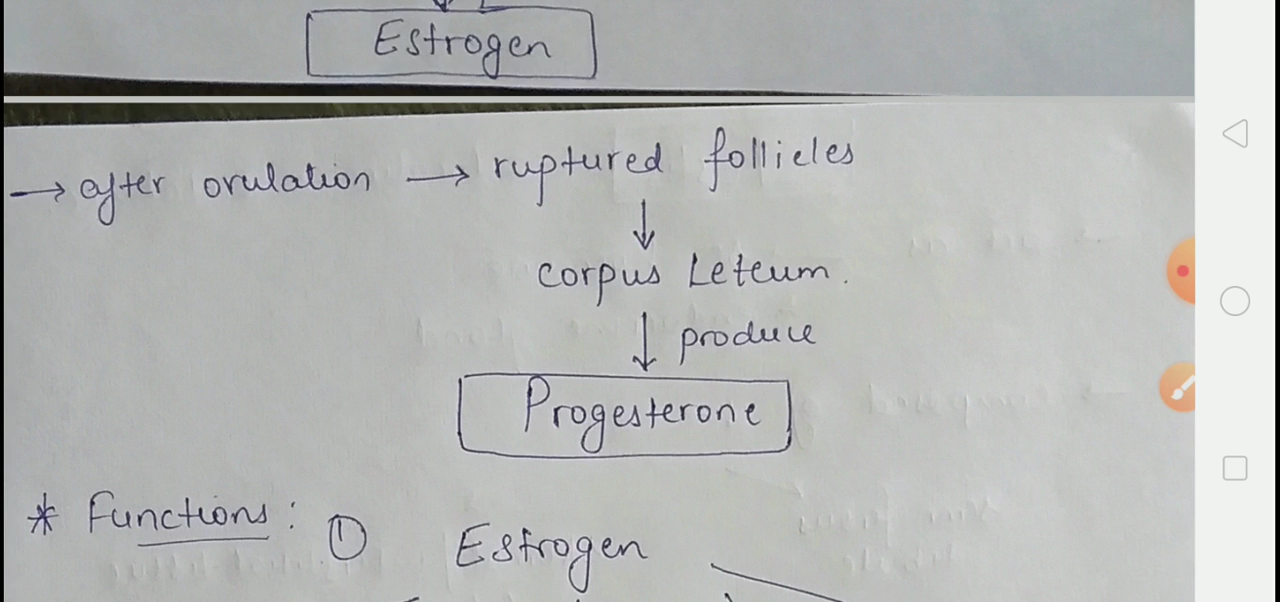 Estrogen
→ after ovulation → ruptured follicles
↓
corpus Leteum.
↓ produce
Progesterone
* Functions: ① Estrogen